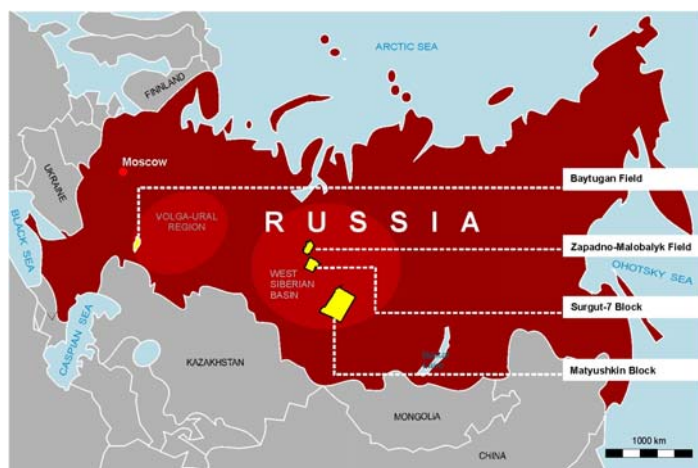 ARCTIC SEA
FINNLAND
Moscow
UKRAINE
Baytugan Field
VOLGA-URAL
REGION
RUSSIA
BLACK SEA
Zapadno-Malobalyk Field
WEST
SIBERIAN
BASIN
OHOTSKY SEA
Surgut-7 Block
CASPIAN SEA
KAZAKHSTAN
Matyushkin Block
MONGOLIA
1000 km
CHINA